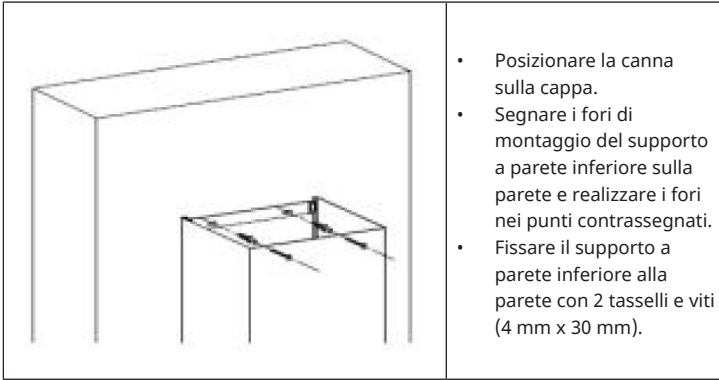 • Posizionare la canna
sulla cappa.
• Segnare i fori di
montaggio del supporto
a parete inferiore sulla
parete e realizzare i fori
nei punti contrassegnati.
• Fissare il supporto a
parete inferiore alla
parete con 2 tasselli e viti
(4 mm x 30 mm).